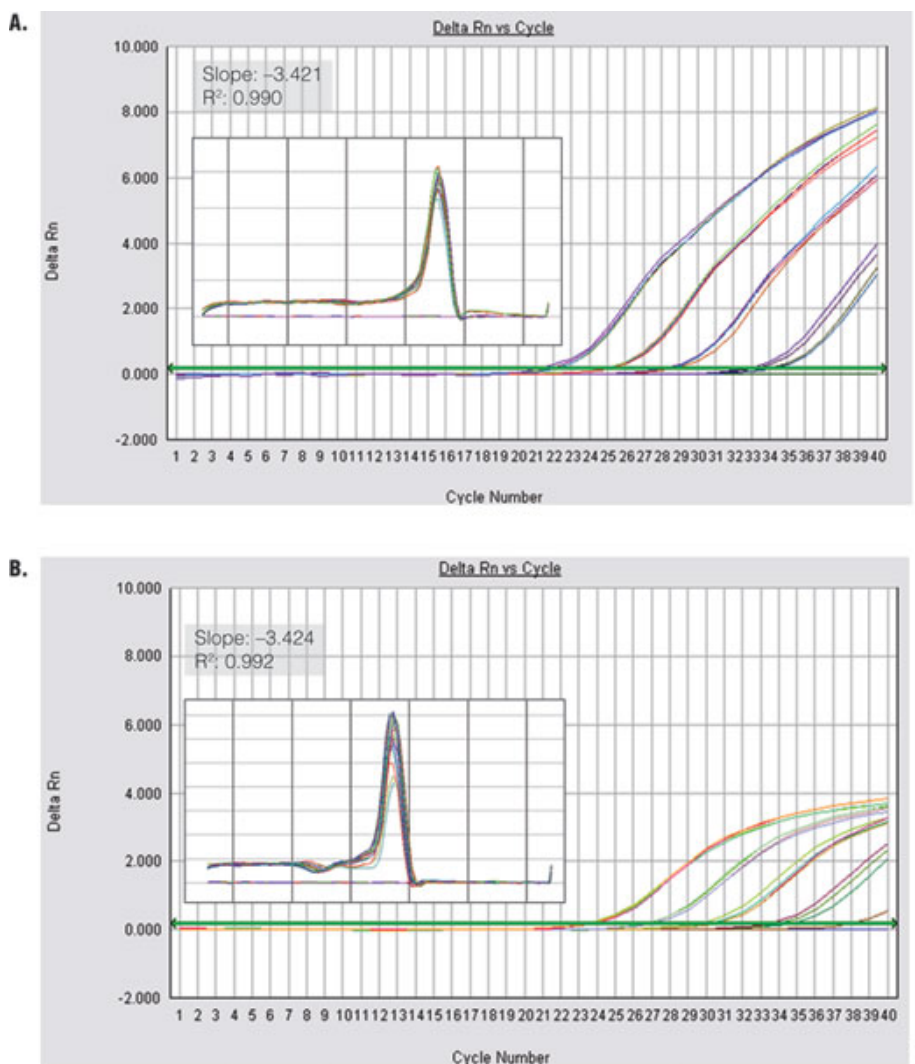 A.
Delta Rn vs Cycle
10.000
Slope: –3.421
R²: 0.990
8.000
6.000
Delta Rn
4.000
2.000
0.000
-2.000
1 2 3 4 5 6 7 8 9 10 11 12 13 14 15 16 17 18 19 20 21 22 23 24 25 26 27 28 29 30 31 32 33 34 35 36 37 38 39 40
Cycle Number
B.
Delta Rn vs Cycle
10.000
Slope: –3.424
R²: 0.992
8.000
6.000
Delta Rn
4.000
2.000
0.000
-2.000
1 2 3 4 5 6 7 8 9 10 11 12 13 14 15 16 17 18 19 20 21 22 23 24 25 26 27 28 29 30 31 32 33 34 35 36 37 38 39 40
Cycle Number